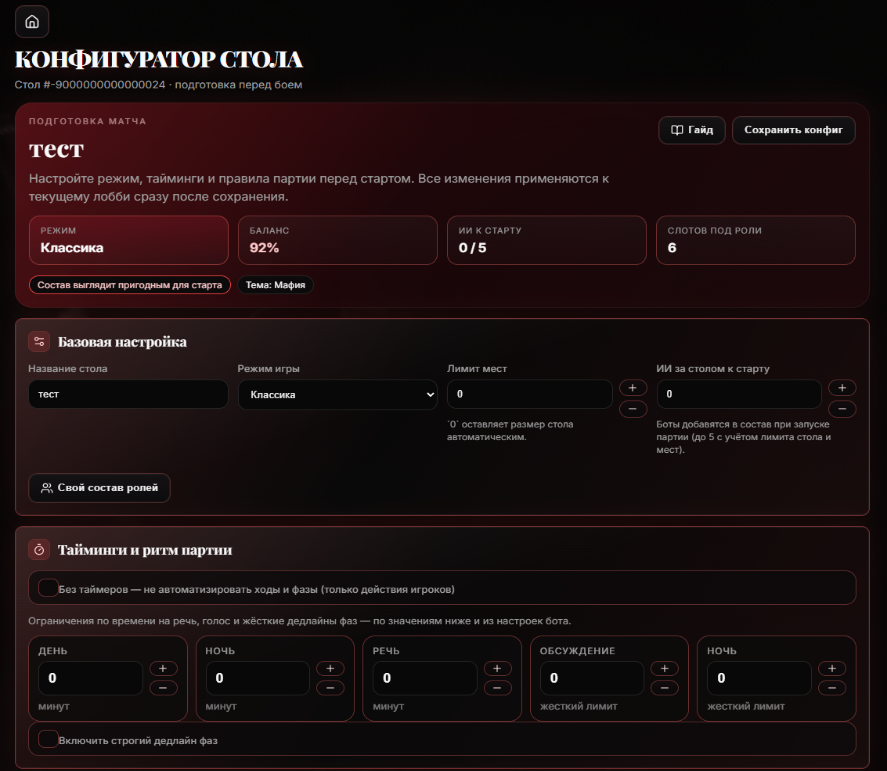 КОНФИГУРАТОР СТОЛА
Стол #-9000000000000024 · подготовка перед боем
ПОДГОТОВКА МАТЧА
тест
Гайд
Сохранить конфиг
Настройте режим, тайминги и правила партии перед стартом. Все изменения применяются к
текущему лобби сразу после сохранения.
РЕЖИМ
Классика
БАЛАНС
92%
ИИ К СТАРТУ
0 / 5
СЛОТОВ ПОД РОЛИ
6
Состав выглядит пригодным для старта
Тема: Мафия
Базовая настройка
Название стола
тест
Режим игры
Классика
Лимит мест
0
+
−
`0` оставляет размер стола
автоматическим.
ИИ за столом к старту
0
+
−
Боты добавятся в состав при запуске
партии (до 5 с учётом лимита стола и
мест).
Свой состав ролей
Тайминги и ритм партии
Без таймеров — не автоматизировать ходы и фазы (только действия игроков)
Ограничения по времени на речь, голос и жёсткие дедлайны фаз — по значениям ниже и из настроек бота.
ДЕНЬ
0
+
−
минут
НОЧЬ
0
+
−
минут
РЕЧЬ
0
+
−
минут
ОБСУЖДЕНИЕ
0
+
−
жесткий лимит
НОЧЬ
0
+
−
жесткий лимит
Включить строгий дедлайн фаз